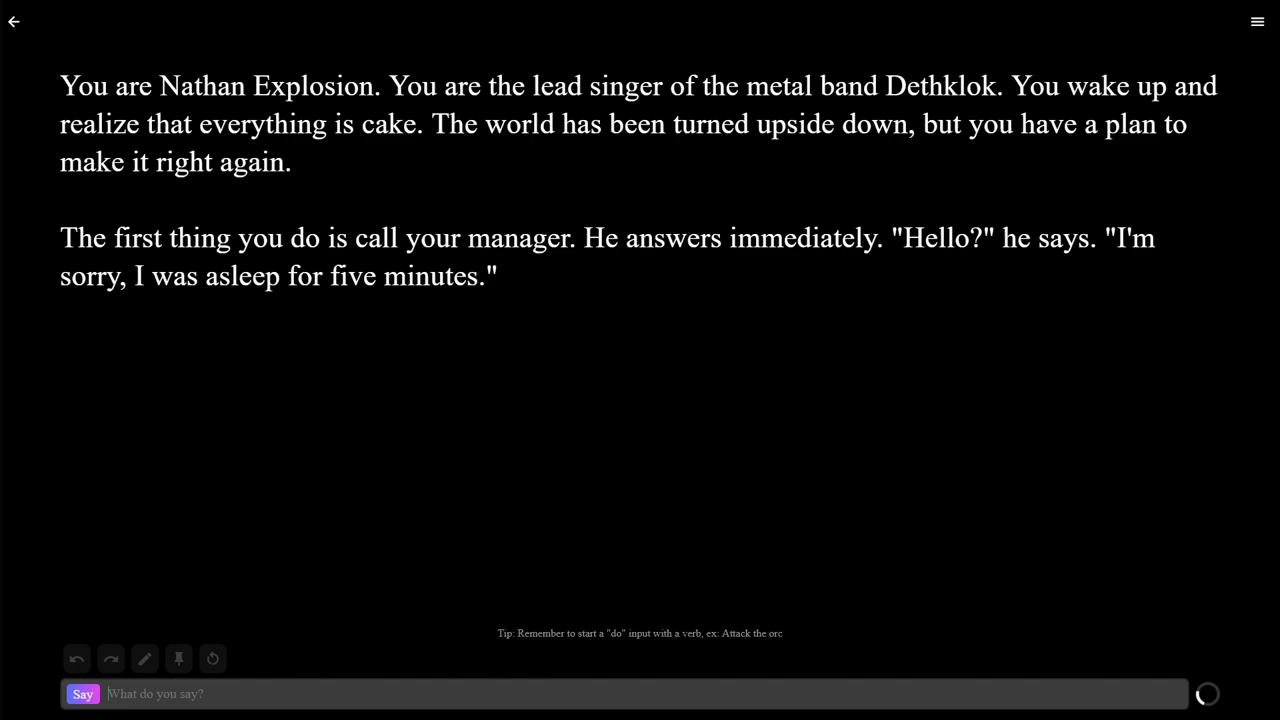 You are Nathan Explosion. You are the lead singer of the metal band Dethklok. You wake up and
realize that everything is cake. The world has been turned upside down, but you have a plan to
make it right again.
The first thing you do is call your manager. He answers immediately. "Hello?" he says. "I'm
sorry, I was asleep for five minutes."
Tip: Remember to start a "do" input with a verb, ex: Attack the orc
Say What do you say?